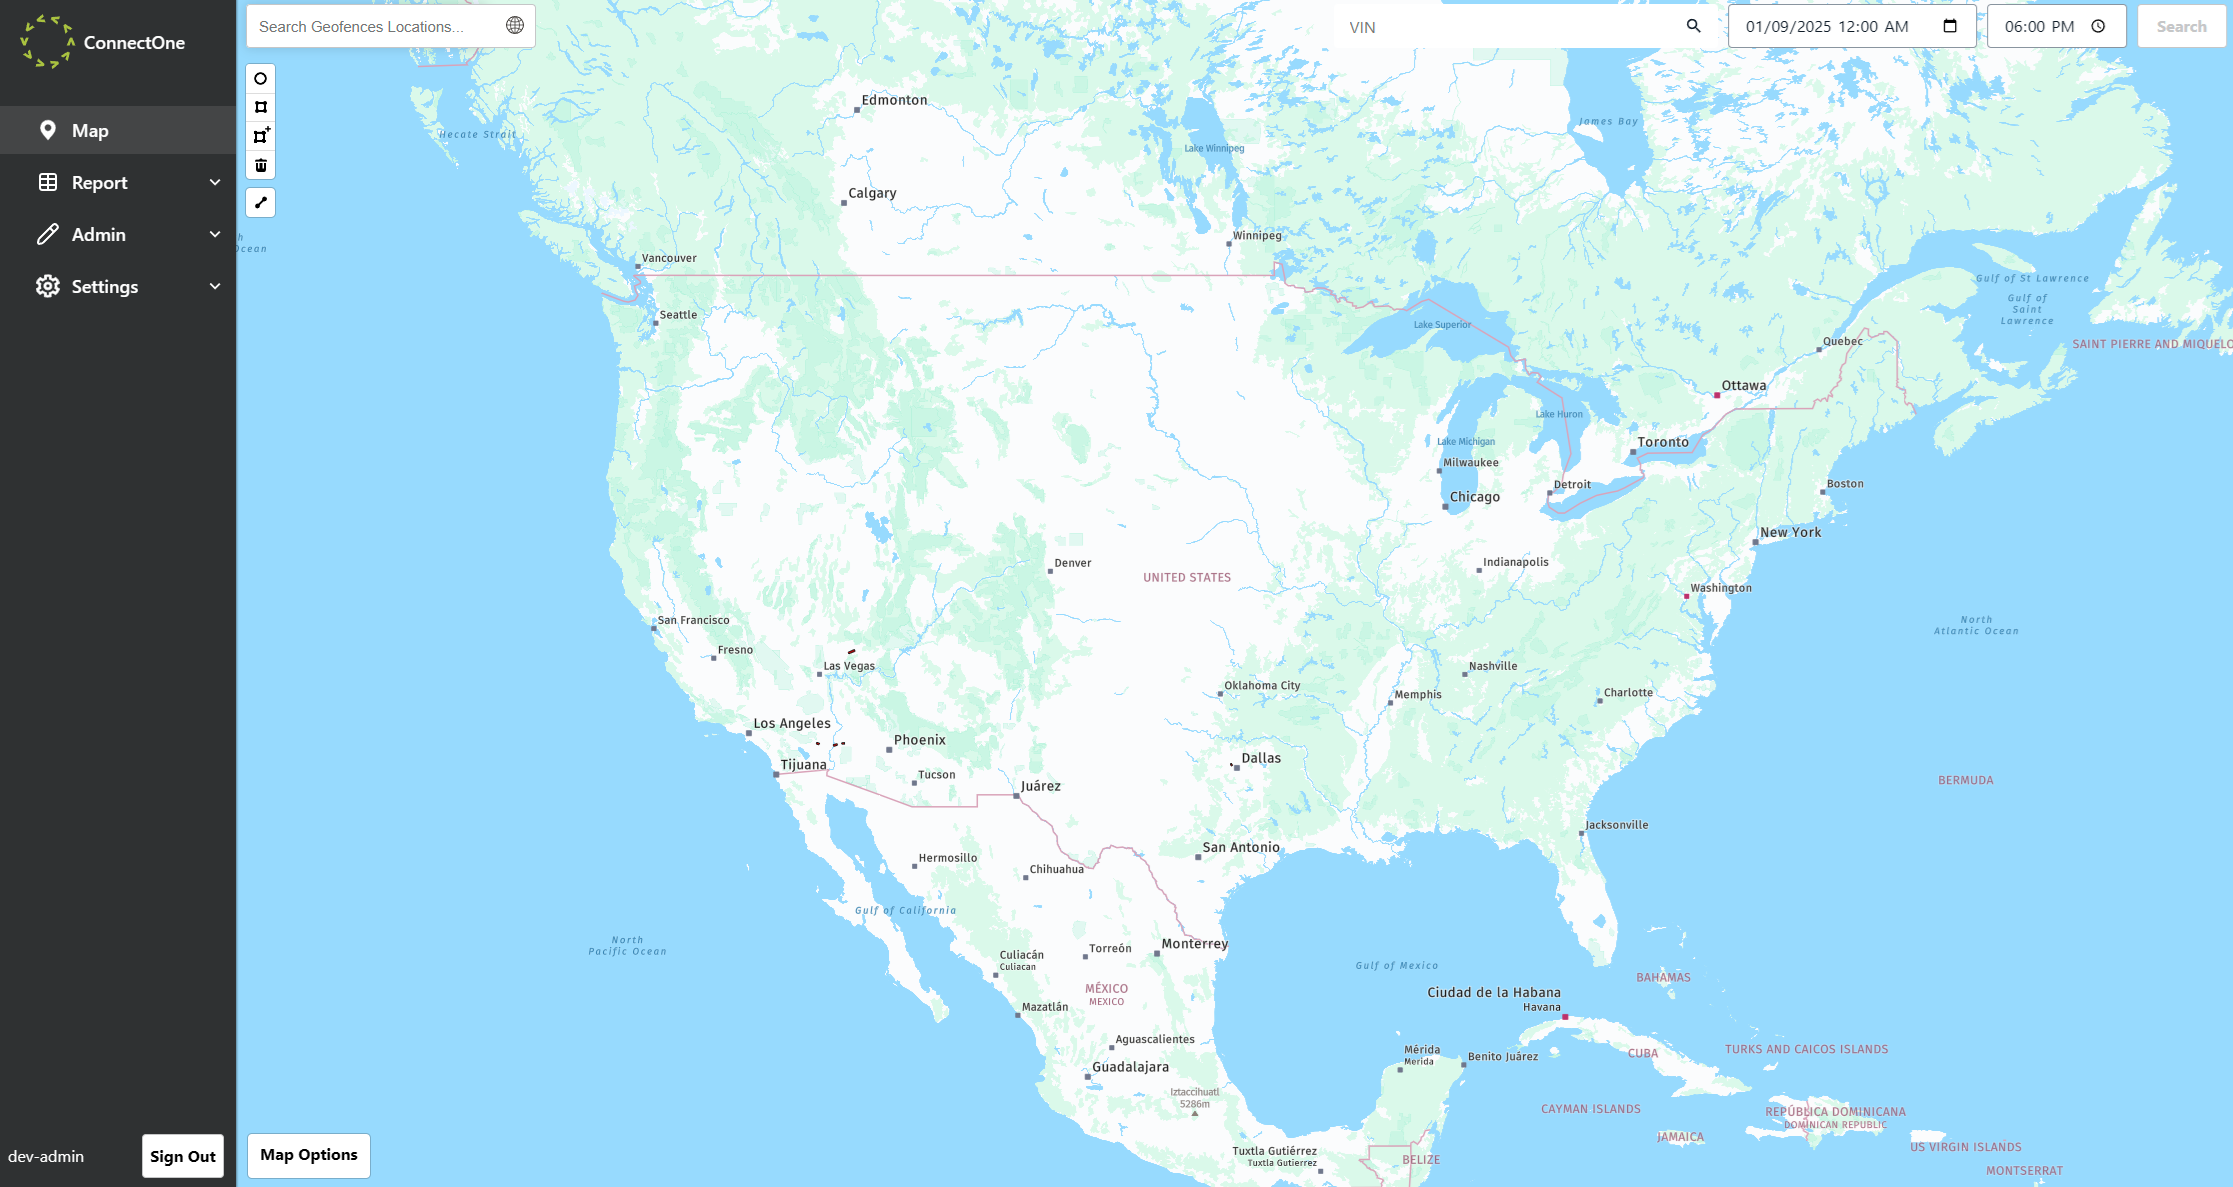 ConnectOne
Map
Report
Admin
Settings
dev-admin
Sign Out
Search Geofences Locations...
VIN
01/09/2025 12:00 AM
06:00 PM
Search
Map Options
Hecate Strait
h
Ocean
Edmonton
Calgary
Lake Winnipeg
James Bay
Winnipeg
Vancouver
Seattle
Lake Superior
Gulf of St Lawrence
Gulf of
Saint
Lawrence
Quebec
SAINT PIERRE AND MIQUELO
Ottawa
Lake Huron
Lake Michigan
Toronto
Milwaukee
Detroit
Boston
Chicago
New York
Denver
Indianapolis
UNITED STATES
Washington
San Francisco
Fresno
Las Vegas
North
Atlantic Ocean
Nashville
Oklahoma City
Memphis
Charlotte
Los Angeles
Phoenix
Tijuana
Tucson
Dallas
Juárez
BERMUDA
Jacksonville
San Antonio
Hermosillo
Chihuahua
Gulf of California
North
Pacific Ocean
Culiacán
Culiacan
Torreón
Monterrey
Gulf of Mexico
BAHAMAS
MÉXICO
MEXICO
Ciudad de la Habana
Havana
Mazatlán
Aguascalientes
Mérida
Merida
Benito Juárez
CUBA
TURKS AND CAICOS ISLANDS
Guadalajara
Iztaccihuatl
5286m
CAYMAN ISLANDS
REPÚBLICA DOMINICANA
DOMINICAN REPUBLIC
JAMAICA
US VIRGIN ISLANDS
Tuxtla Gutiérrez
Tuxtla Gutierrez
BELIZE
MONTSERRAT